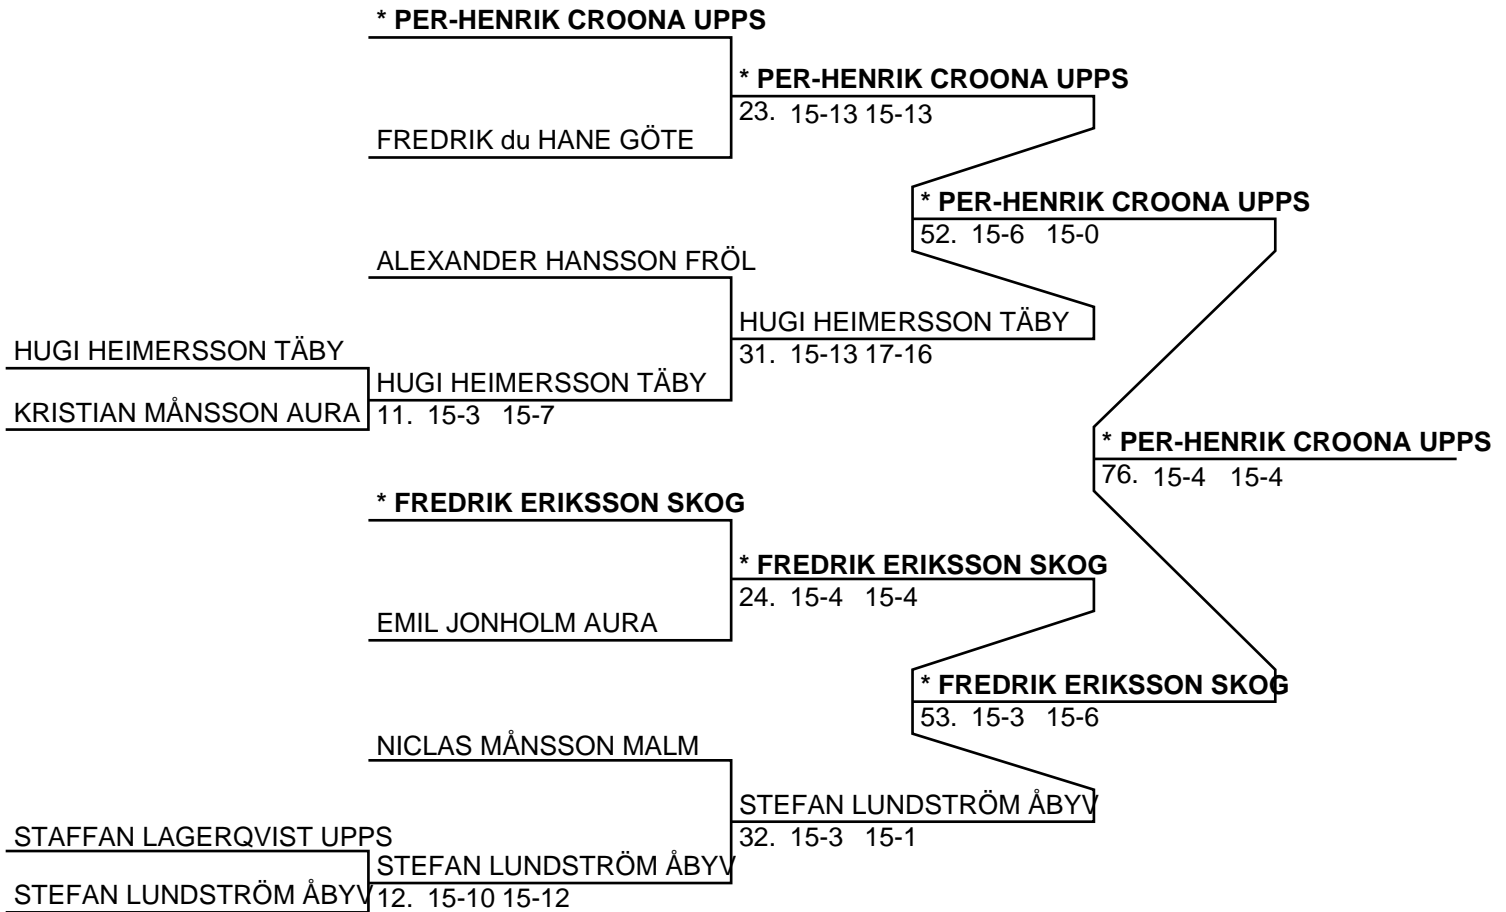 * PER-HENRIK CROONA UPPS
* PER-HENRIK CROONA UPPS
23. 15-13 15-13
FREDRIK du HANE GÖTE
* PER-HENRIK CROONA UPPS
52. 15-6 15-0
ALEXANDER HANSSON FRÖL
HUGI HEIMERSSON TÄBY
31. 15-13 17-16
HUGI HEIMERSSON TÄBY
HUGI HEIMERSSON TÄBY
KRISTIAN MÅNSSON AURA
11. 15-3 15-7
* PER-HENRIK CROONA UPPS
76. 15-4 15-4
* FREDRIK ERIKSSON SKOG
* FREDRIK ERIKSSON SKOG
24. 15-4 15-4
EMIL JONHOLM AURA
* FREDRIK ERIKSSON SKOG
53. 15-3 15-6
NICLAS MÅNSSON MALM
STEFAN LUNDSTRÖM ÅBYV
32. 15-3 15-1
STAFFAN LAGERQVIST UPPS
STEFAN LUNDSTRÖM ÅBYV
STEFAN LUNDSTRÖM ÅBYV
12. 15-10 15-12